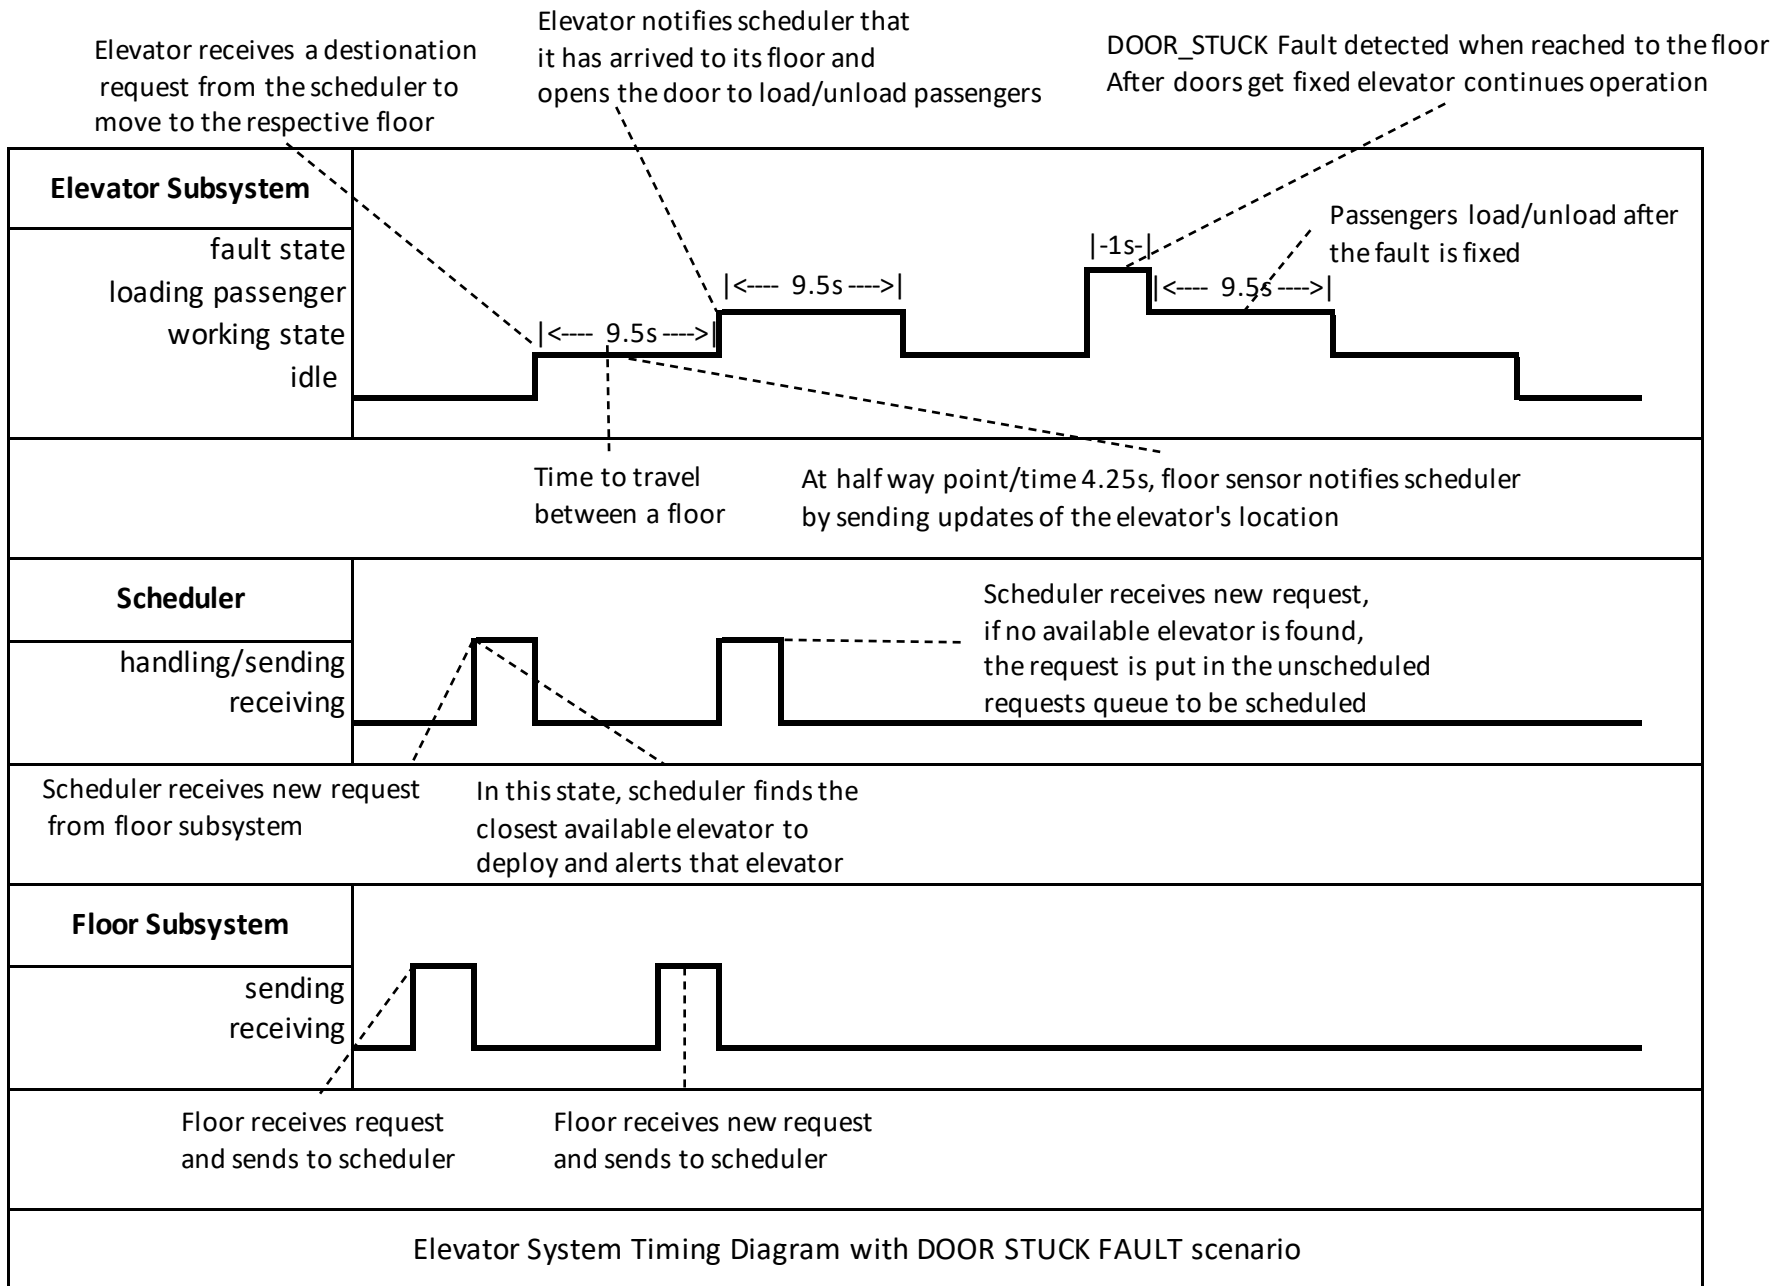 Elevator receives a destionation
request from the scheduler to
move to the respective floor
Elevator notifies scheduler that
it has arrived to its floor and
opens the door to load/unload passengers
DOOR_STUCK Fault detected when reached to the floor
After doors get fixed elevator continues operation
Elevator Subsystem
fault state
loading passenger
working state
idle
|<---- 9.5s ---->|
|<---- 9.5s ---->|
|-1s-|
|<---- 9.5s ---->|
Passengers load/unload after
the fault is fixed
Time to travel
between a floor
At half way point/time 4.25s, floor sensor notifies scheduler
by sending updates of the elevator's location
Scheduler
handling/sending
receiving
Scheduler receives new request,
if no available elevator is found,
the request is put in the unscheduled
requests queue to be scheduled
Scheduler receives new request
from floor subsystem
In this state, scheduler finds the
closest available elevator to
deploy and alerts that elevator
Floor Subsystem
sending
receiving
Floor receives request
and sends to scheduler
Floor receives new request
and sends to scheduler
Elevator System Timing Diagram with DOOR STUCK FAULT scenario